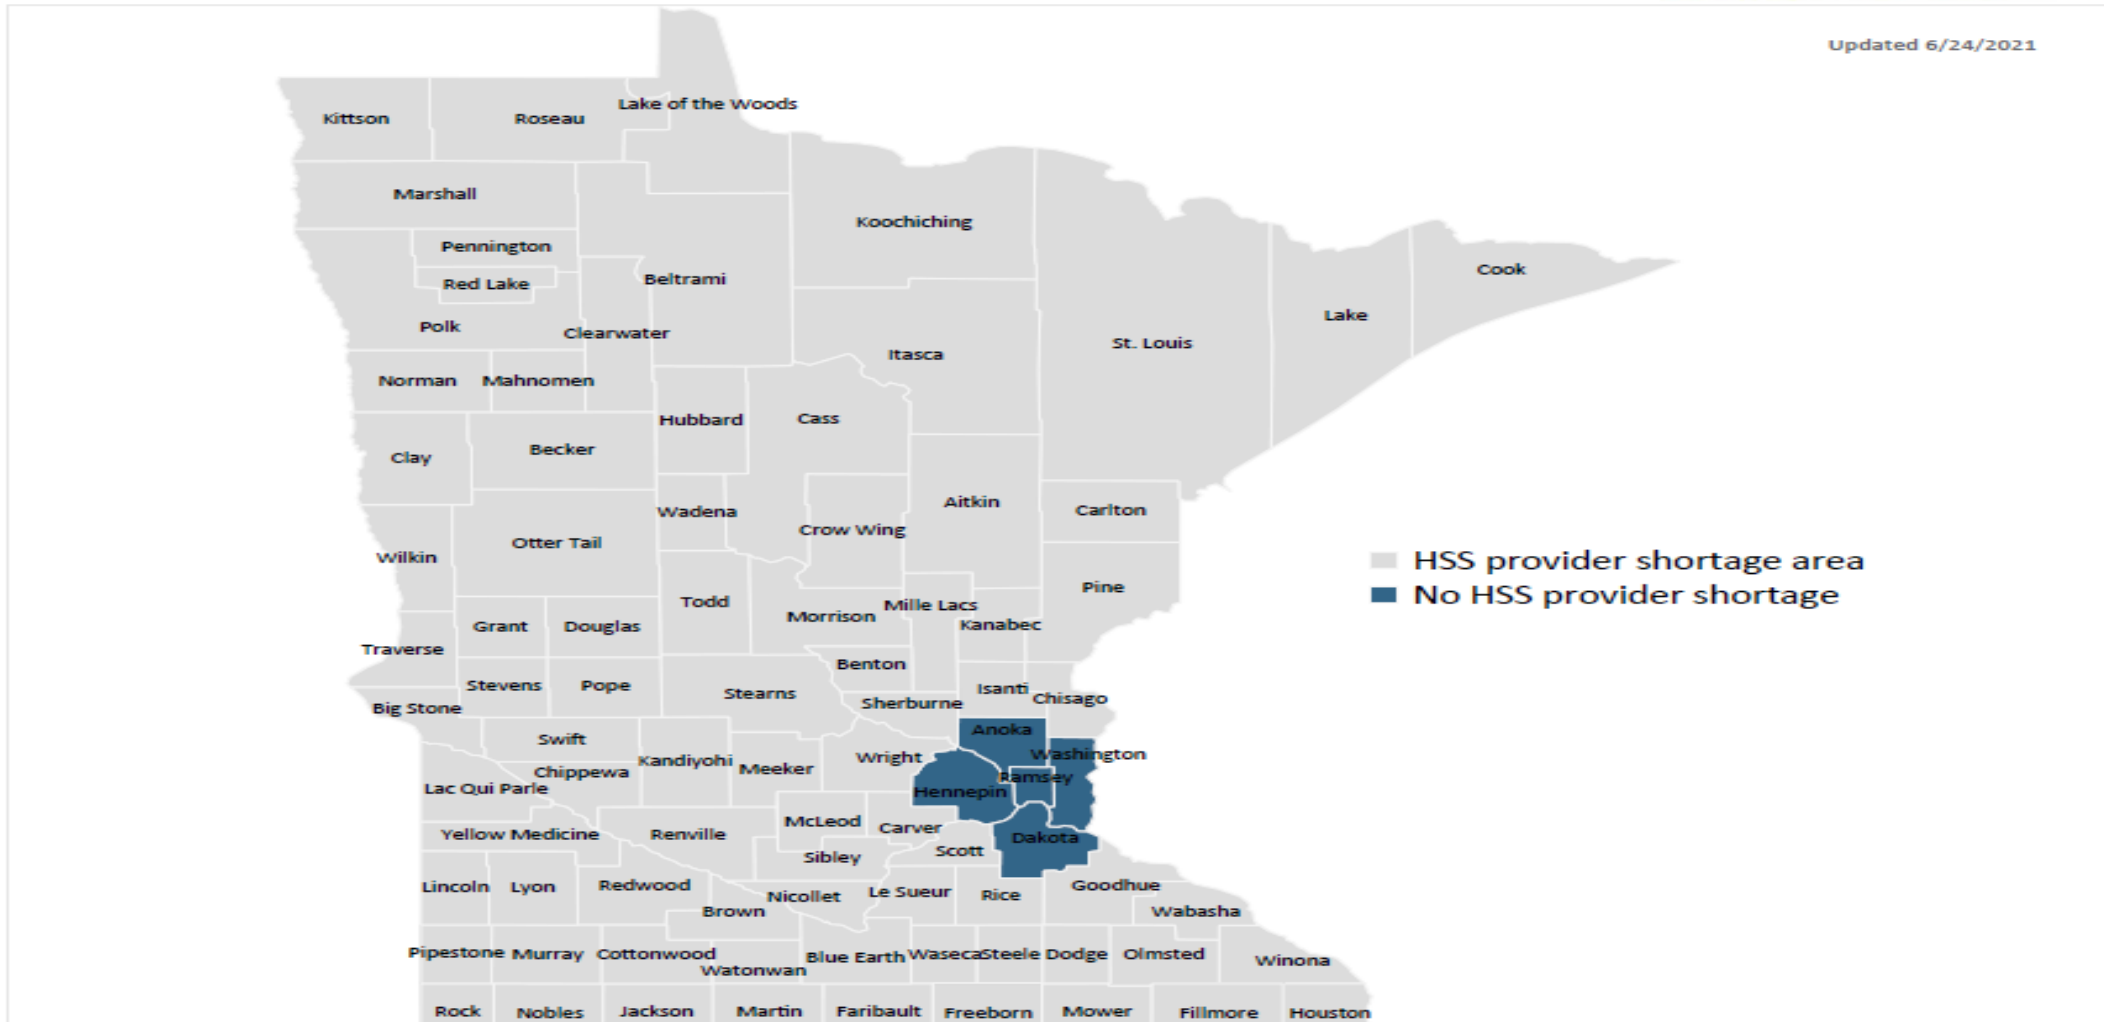 Updated 6/24/2021
Lake of the Woods
Kittson
Roseau
Marshall
Koochiching
Pennington
Cook
Beltrami
Red Lake
Lake
Polk
Clearwater
St. Louis
Itasca
Norman
Mahnomen
Hubbard
Cass
Becker
Clay
Aitkin
Carlton
Wadena
Crow Wing
Otter Tail
Wilkin
HSS provider shortage area
No HSS provider shortage
Pine
Todd
Mille Lacs
Morrison
Kanabec
Grant
Douglas
Traverse
Benton
Stevens
Pope
Isanti
Stearns
Chisago
Sherburne
Big Stone
Anoka
Swift
Washington
Wright
Kandiyohi
Meeker
Chippewa
Ramsey
Lac Qui Parle
Hennepin
McLeod
Carver
Yellow Medicine
Renville
Dakota
Scott
Sibley
Lincoln
Lyon
Redwood
Goodhue
Le Sueur
Nicollet
Rice
Brown
Wabasha
Pipestone
Murray
Cottonwood
Blue Earth
Waseca
Steele
Dodge
Olmsted
Winona
Watonwan
Rock
Nobles
Jackson
Martin
Faribault
Freeborn
Mower
Fillmore
Houston